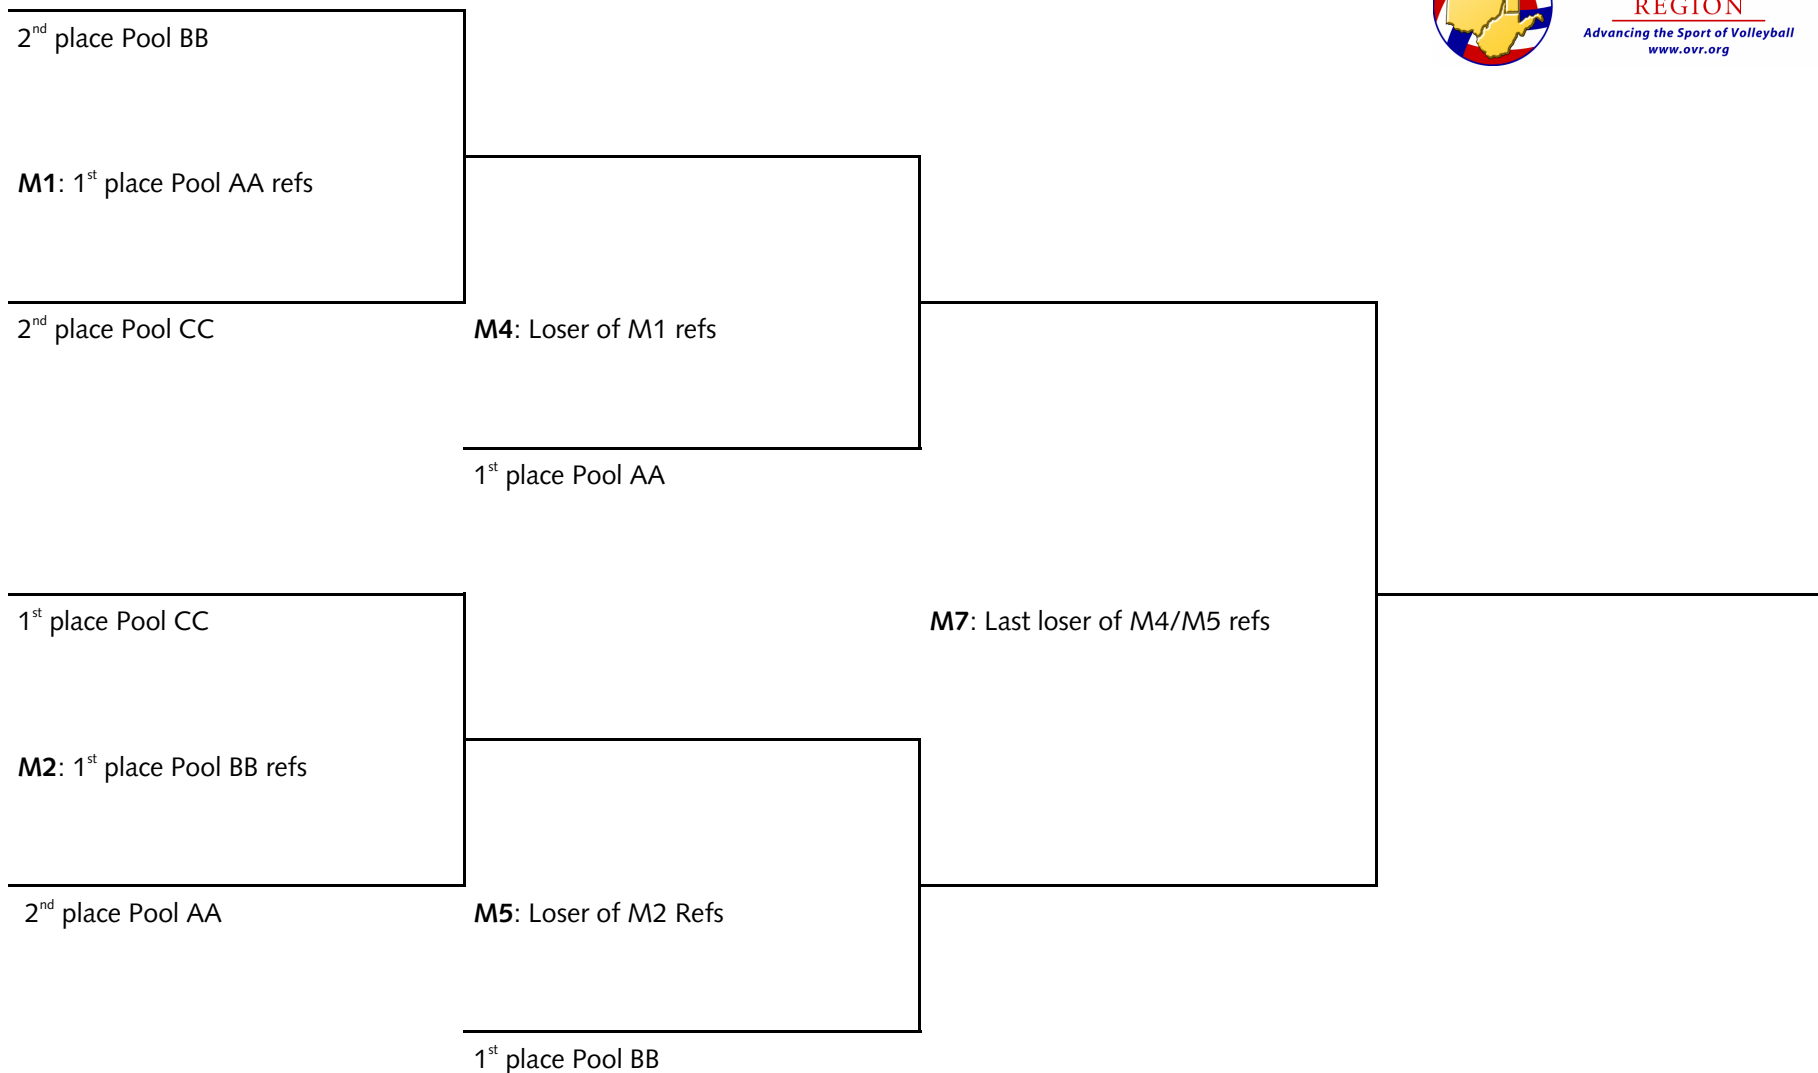 REGION
Advancing the Sport of Volleyball
www.ovr.org
2nd place Pool BB
M1: 1st place Pool AA refs
2nd place Pool CC
M4: Loser of M1 refs
1st place Pool AA
1st place Pool CC
M7: Last loser of M4/M5 refs
M2: 1st place Pool BB refs
2nd place Pool AA
M5: Loser of M2 Refs
1st place Pool BB